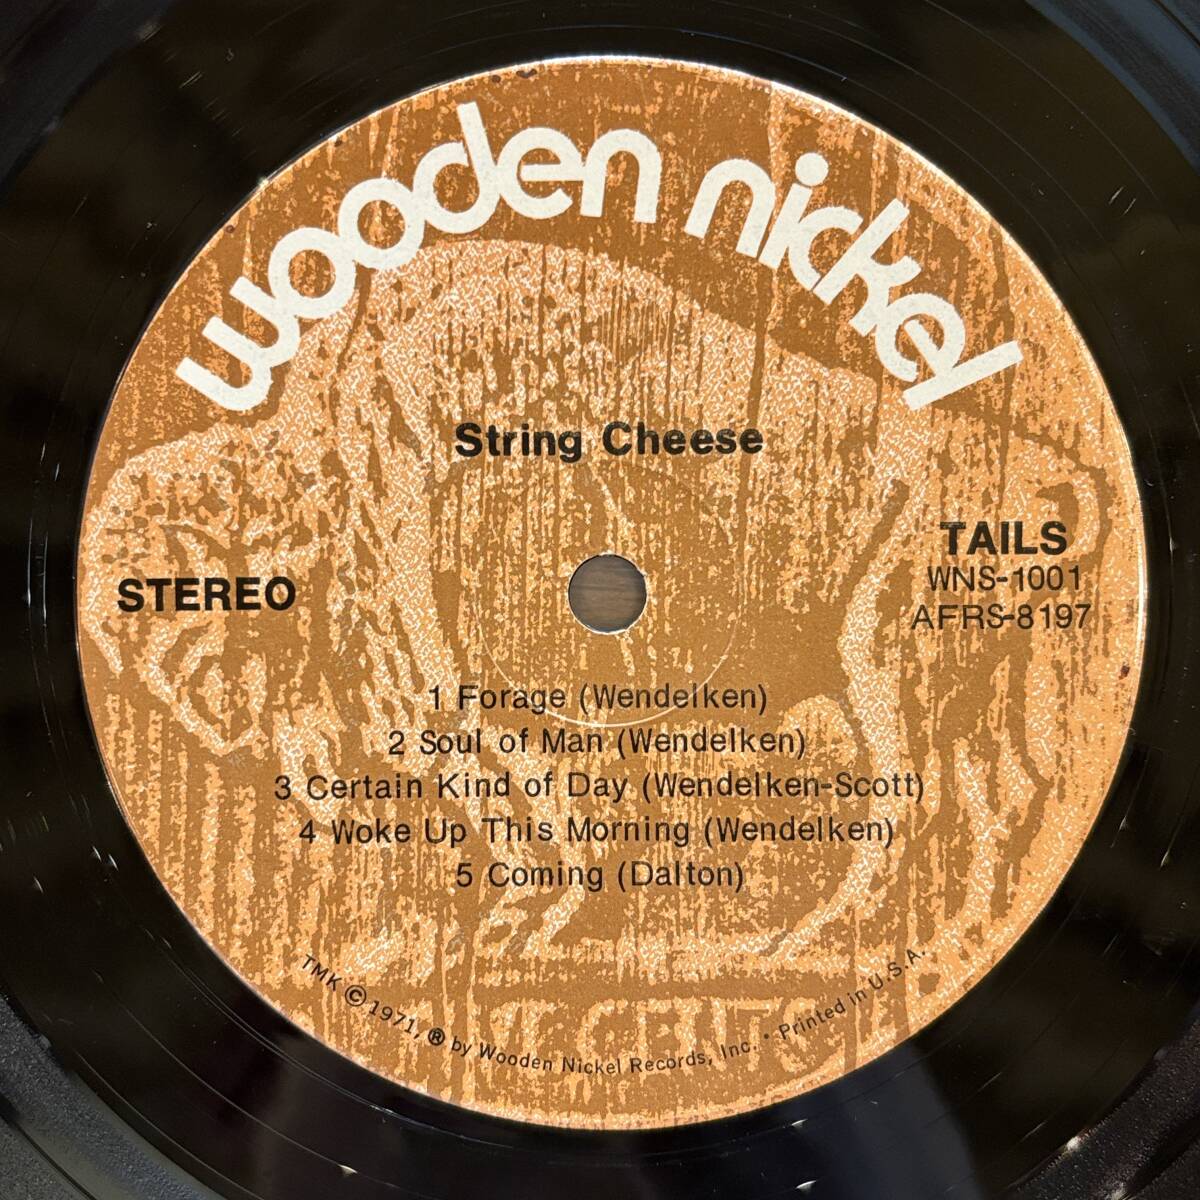 wooden nickel
String Cheese
TAILS
WNS-1001
AFRS-8197
STEREO
1 Forage (Wendelken)
2 Soul of Man (Wendelken)
3 Certain Kind of Day (Wendelken-Scott)
4 Woke Up This Morning (Wendelken)
5 Coming (Dalton)
VE CENT
TMK © 1971, ® by Wooden Nickel Records, Inc. • Printed in U.S.A.